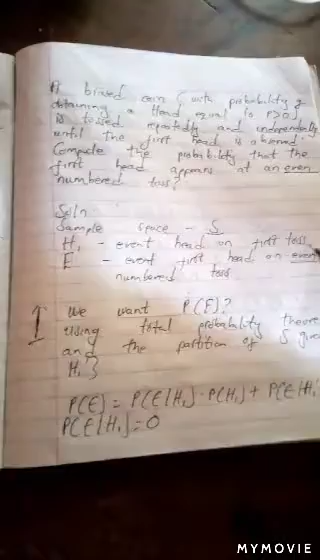 A biased coin (with probability of
obtaining a Head equal to P>0)
is tossed repeatedly and independently
until the first head is observed.
Compute the probability that the
first head appears at an even
numbered toss?
Soln
Sample space - S
H₁ - event head on first toss
E - event first head on even
numbered toss
I we want P(E)?
using total probability theore
and the partition of S give
H₁}
P(E) = P(E|H₁) · P(H₁) + P(E|H₁'
P(E|H₁) = 0
MYMOVIE